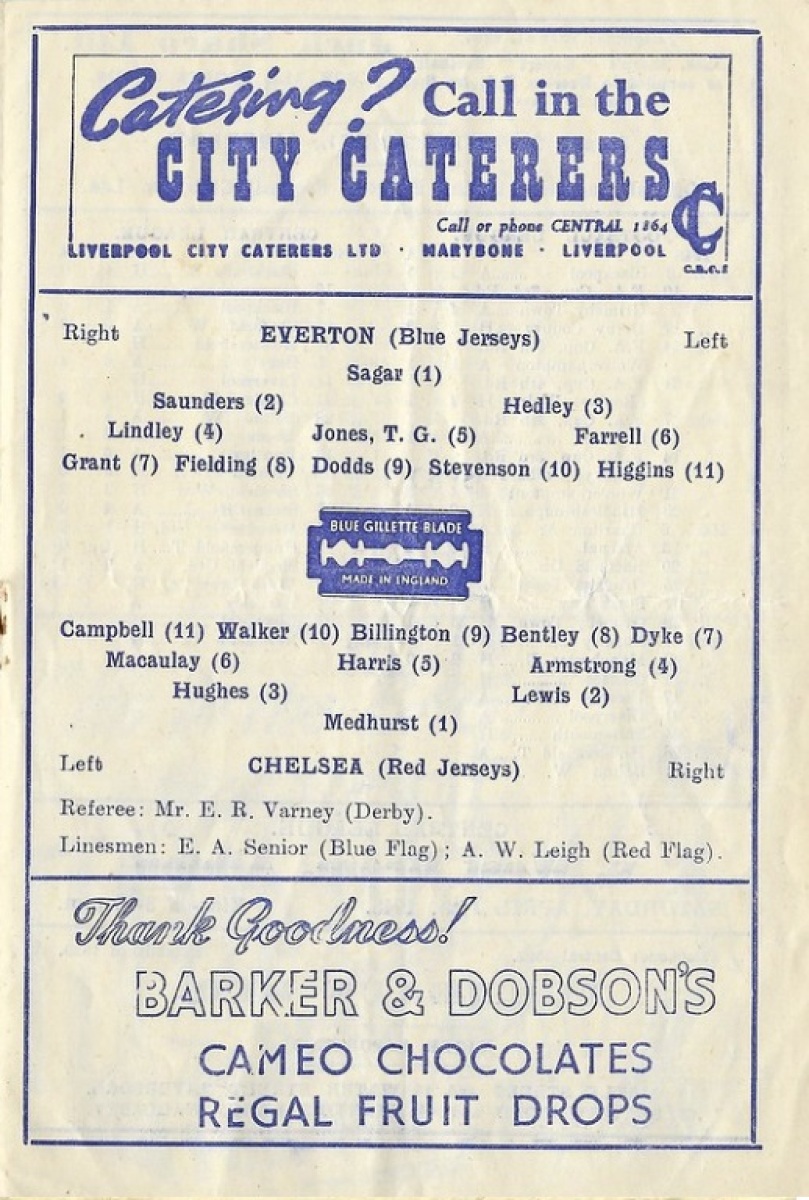 Catering? Call in the
CITY CATERERS
Call or phone CENTRAL 1864
LIVERPOOL CITY CATERERS LTD · MARYBONE · LIVERPOOL
Right EVERTON (Blue Jerseys) Left
Sagar (1)
Saunders (2) Hedley (3)
Lindley (4) Jones, T. G. (5) Farrell (6)
Grant (7) Fielding (8) Dodds (9) Stevenson (10) Higgins (11)
BLUE GILLETTE BLADE
MADE IN ENGLAND
Campbell (11) Walker (10) Billington (9) Bentley (8) Dyke (7)
Macaulay (6) Harris (5) Armstrong (4)
Hughes (3) Lewis (2)
Medhurst (1)
Left CHELSEA (Red Jerseys) Right
Referee: Mr. E. R. Varney (Derby).
Linesmen: E. A. Senior (Blue Flag); A. W. Leigh (Red Flag).
Thank Goodness!
BARKER & DOBSON'S
CAMEO CHOCOLATES
REGAL FRUIT DROPS